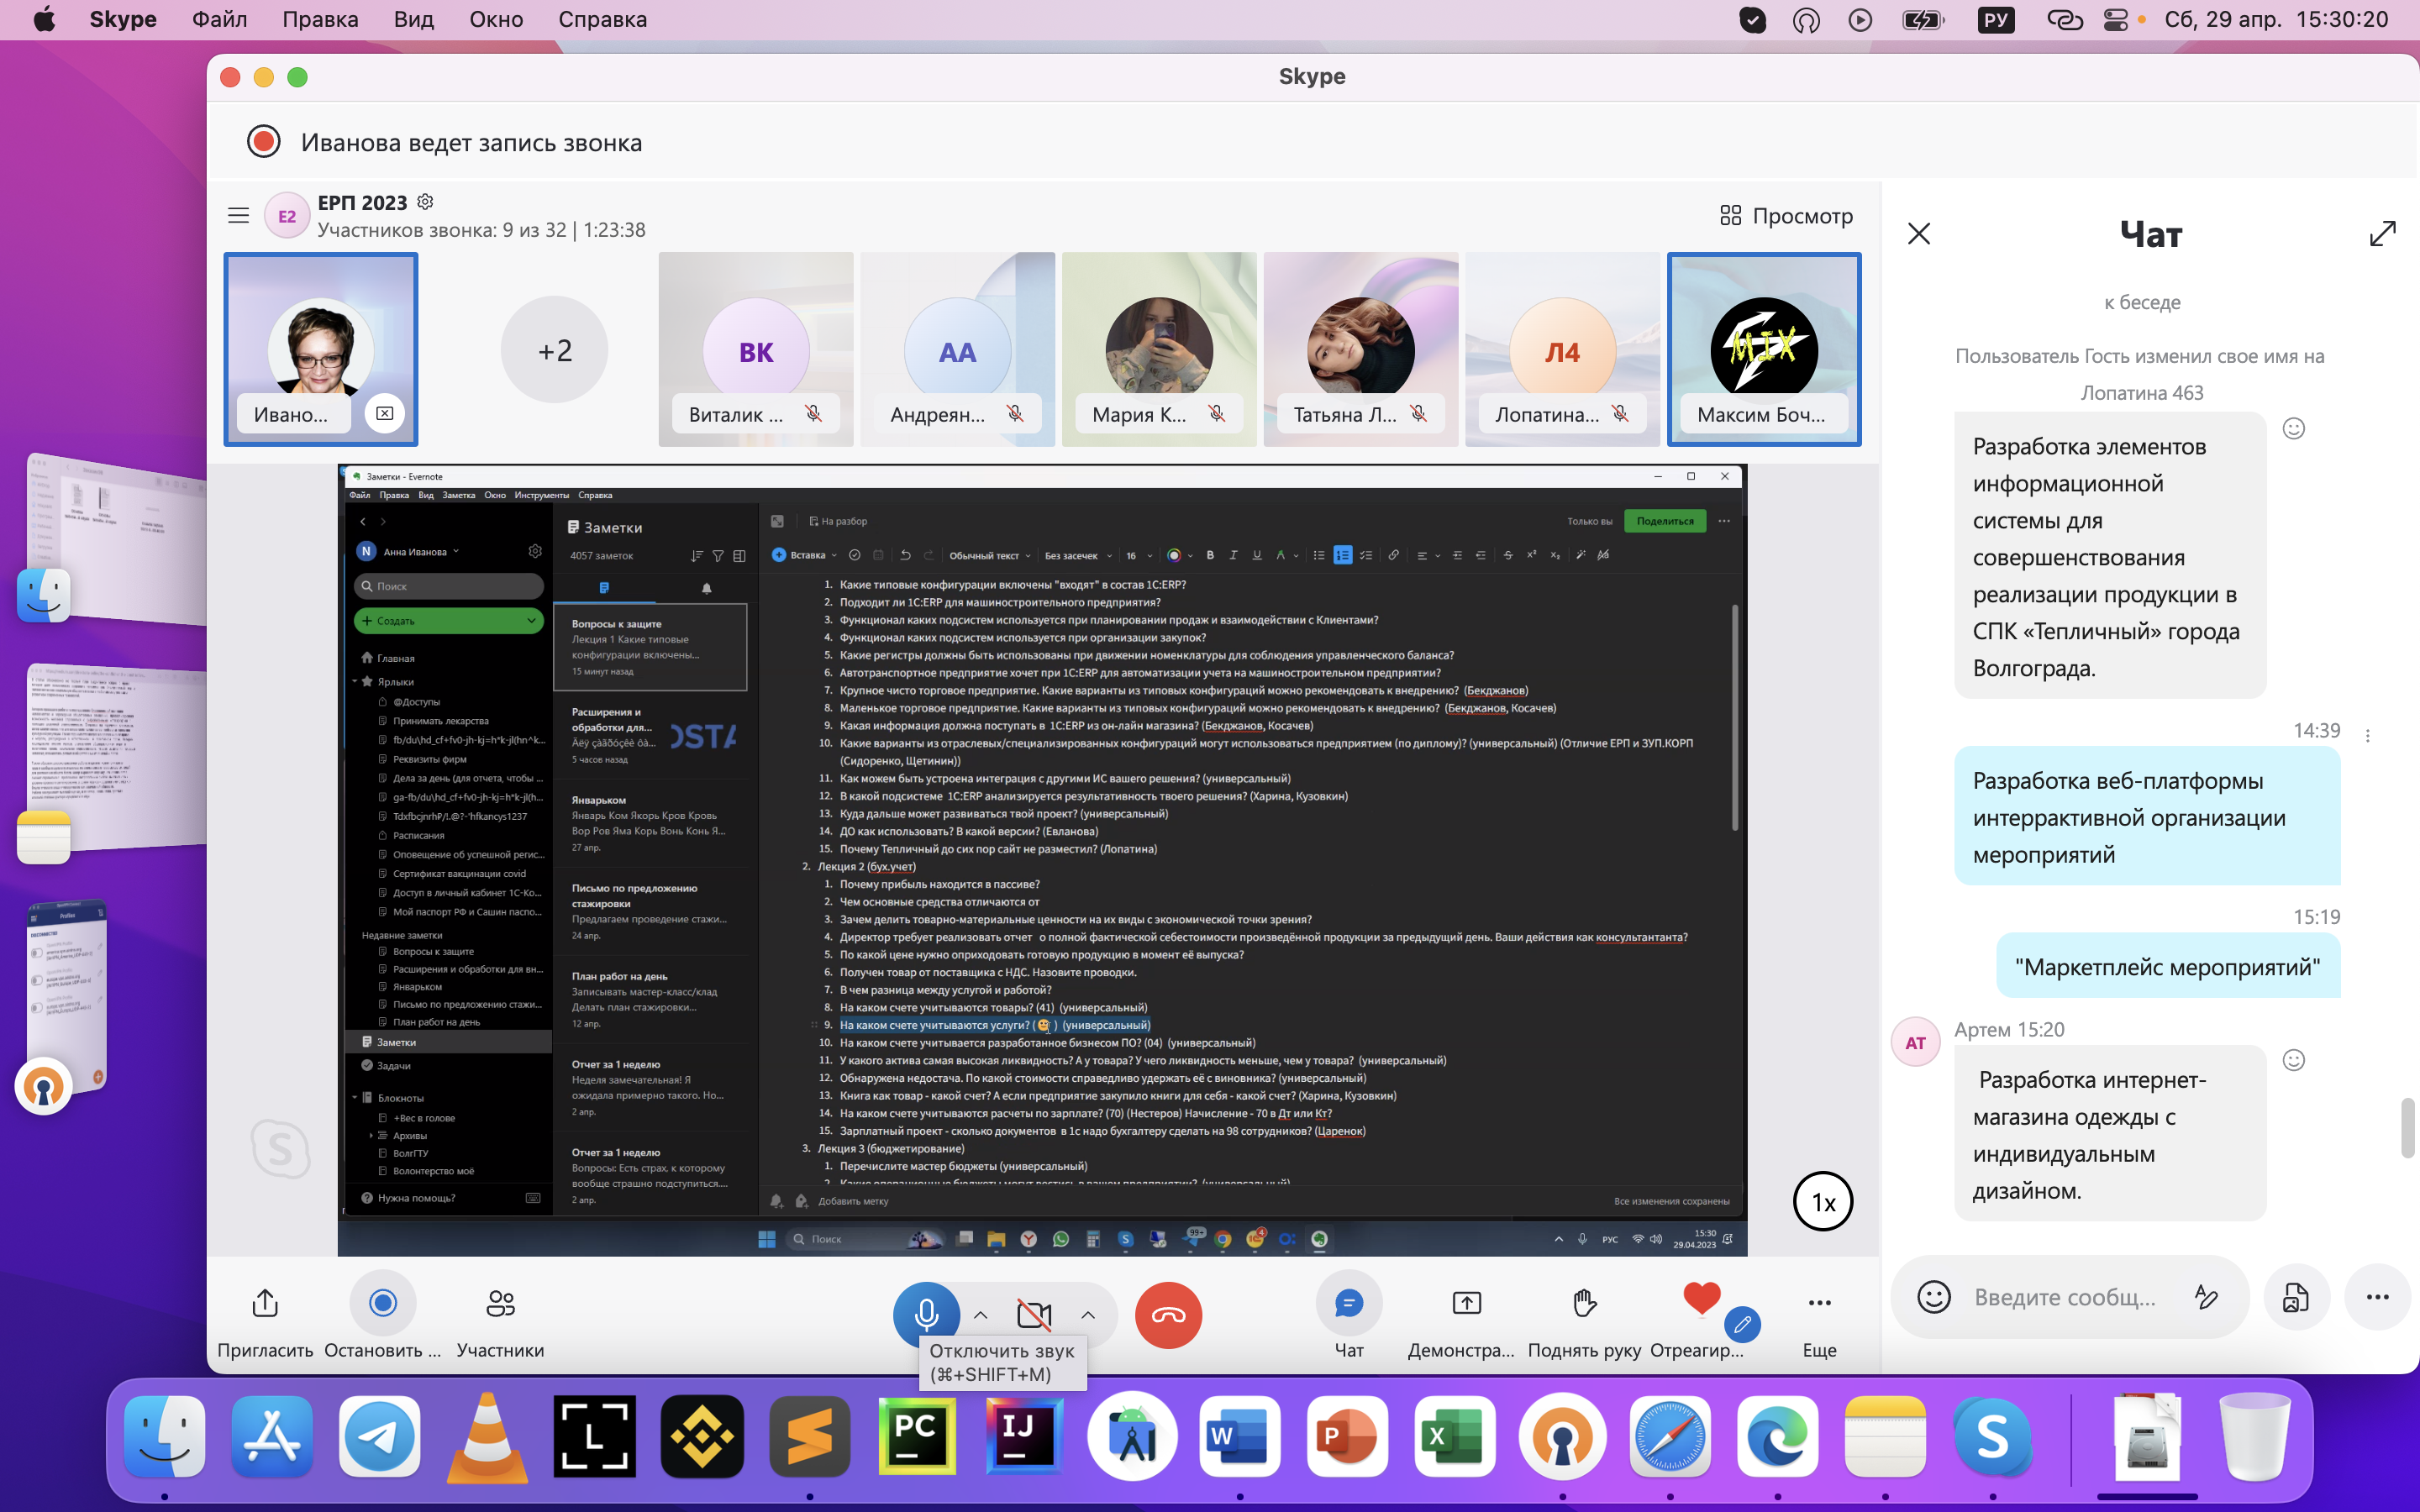 Skype Файл Правка Вид Окно Справка
РУ
Сб, 29 апр. 15:30:20
Skype
Иванова ведет запись звонка
E2
ЕРП 2023
Участников звонка: 9 из 32 | 1:23:38
Просмотр
Ивано...
+2
ВК
Виталик ...
АА
Андреян...
Мария К...
Татьяна Л...
Л4
Лопатина...
MIX
Максим Боч...
Заметки - Evernote
Файл Правка Вид Заметка Окно Инструменты Справка
N Анна Иванова
Поиск
Создать
Главная
Ярлыки
@Доступы
Принимать лекарства
Реквизиты фирм
Дела за день (для отчета, чтобы ...
Расписания
Оповещение об успешной регис...
Сертификат вакцинации covid
Доступ в личный кабинет 1С-Ко...
Мой паспорт РФ и Сашин паспо...
Недавние заметки
Вопросы к защите
Расширения и обработки для вн...
Январьком
Письмо по предложению стажи...
План работ на день
Заметки
Задачи
Блокноты
+Вес в голове
Архивы
ВолгГТУ
Волонтерство моё
Нужна помощь?
Заметки
4057 заметок
Вопросы к защите
Лекция 1 Какие типовые
конфигурации включены...
15 минут назад
Расширения и
обработки для...
5 часов назад
Январьком
Январь Ком Якорь Кров Кровь
Вор Ров Яма Корь Вонь Конь Я...
27 апр.
Письмо по предложению
стажировки
Предлагаем проведение стажи...
24 апр.
План работ на день
Записывать мастер-класс/клад
Делать план стажировки...
12 апр.
Отчет за 1 неделю
Неделя замечательная! Я
ожидала примерно такого. Но...
2 апр.
Отчет за 1 неделю
Вопросы: Есть страх, к которому
вообще страшно подступиться....
2 апр.
На разбор
Только вы Поделиться
Вставка Обычный текст Без засечек 16
1. Какие типовые конфигурации включены "входят" в состав 1С:ERP?
2. Подходит ли 1С:ERP для машиностроительного предприятия?
3. Функционал каких подсистем используется при планировании продаж и взаимодействии с Клиентами?
4. Функционал каких подсистем используется при организации закупок?
5. Какие регистры должны быть использованы при движении номенклатуры для соблюдения управленческого баланса?
6. Автотранспортное предприятие хочет при 1С:ERP для автоматизации учета на машиностроительном предприятии?
7. Крупное чисто торговое предприятие. Какие варианты из типовых конфигураций можно рекомендовать к внедрению? (Бекджанов)
8. Маленькое торговое предприятие. Какие варианты из типовых конфигураций можно рекомендовать к внедрению? (Бекджанов, Косачев)
9. Какая информация должна поступать в 1С:ERP из он-лайн магазина? (Бекджанов, Косачев)
10. Какие варианты из отраслевых/специализированных конфигураций могут использоваться предприятием (по диплому)? (универсальный) (Отличие ЕРП и ЗУП.КОРП
(Сидоренко, Щетинин))
11. Как можем быть устроена интеграция с другими ИС вашего решения? (универсальный)
12. В какой подсистеме 1С:ERP анализируется результативность твоего решения? (Харина, Кузовкин)
13. Куда дальше может развиваться твой проект? (универсальный)
14. ДО как использовать? В какой версии? (Евланова)
15. Почему Тепличный до сих пор сайт не разместил? (Лопатина)
2. Лекция 2 (бух.учет)
1. Почему прибыль находится в пассиве?
2. Чем основные средства отличаются от
3. Зачем делить товарно-материальные ценности на их виды с экономической точки зрения?
4. Директор требует реализовать отчет о полной фактической себестоимости произведённой продукции за предыдущий день. Ваши действия как консультантанта?
5. По какой цене нужно оприходовать готовую продукцию в момент её выпуска?
6. Получен товар от поставщика с НДС. Назовите проводки.
7. В чем разница между услугой и работой?
8. На каком счете учитываются товары? (41) (универсальный)
9. На каком счете учитываются услуги? (🤔) (универсальный)
10. На каком счете учитывается разработанное бизнесом ПО? (04) (универсальный)
11. У какого актива самая высокая ликвидность? А у товара? У чего ликвидность меньше, чем у товара? (универсальный)
12. Обнаружена недостача. По какой стоимости справедливо удержать её с виновника? (универсальный)
13. Книга как товар - какой счет? А если предприятие закупило книги для себя - какой счет? (Харина, Кузовкин)
14. На каком счете учитываются расчеты по зарплате? (70) (Нестеров) Начисление - 70 в Дт или Кт?
15. Зарплатный проект - сколько документов в 1с надо бухгалтеру сделать на 98 сотрудников? (Царенок)
3. Лекция 3 (бюджетирование)
1. Перечислите мастер бюджеты (универсальный)
Добавить метку
Все изменения сохранены
Поиск
99+
РУС
15:30
29.04.2023
1x
Чат
к беседе
Пользователь Гость изменил свое имя на
Лопатина 463
Разработка элементов
информационной
системы для
совершенствования
реализации продукции в
СПК «Тепличный» города
Волгограда.
14:39
Разработка веб-платформы
интеррактивной организации
мероприятий
15:19
"Маркетплейс мероприятий"
АТ
Артем 15:20
Разработка интернет-
магазина одежды с
индивидуальным
дизайном.
Введите сообщ...
Пригласить Остановить ... Участники
Отключить звук
(⌘+SHIFT+M)
Чат Демонстра... Поднять руку Отреагир... Еще
L
PC
IJ
W
P
X
S